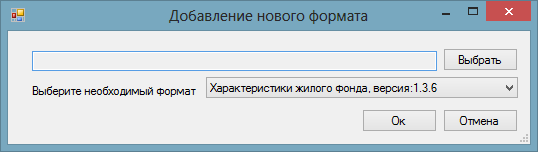 Добавление нового формата
Выбрать
Выберите необходимый формат Характеристики жилого фонда, версия:1.3.6
Ок Отмена